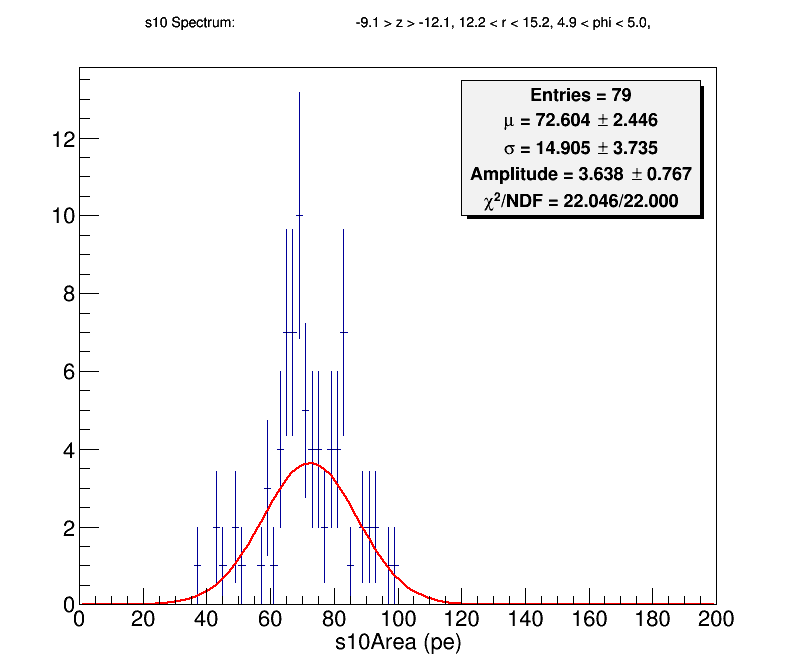 s10 Spectrum: -9.1 > z > -12.1, 12.2 < r < 15.2, 4.9 < phi < 5.0,
Entries = 79
μ = 72.604 ± 2.446
σ = 14.905 ± 3.735
Amplitude = 3.638 ± 0.767
χ²/NDF = 22.046/22.000
12
10
8
6
4
2
0
0 20 40 60 80 100 120 140 160 180 200
s10Area (pe)